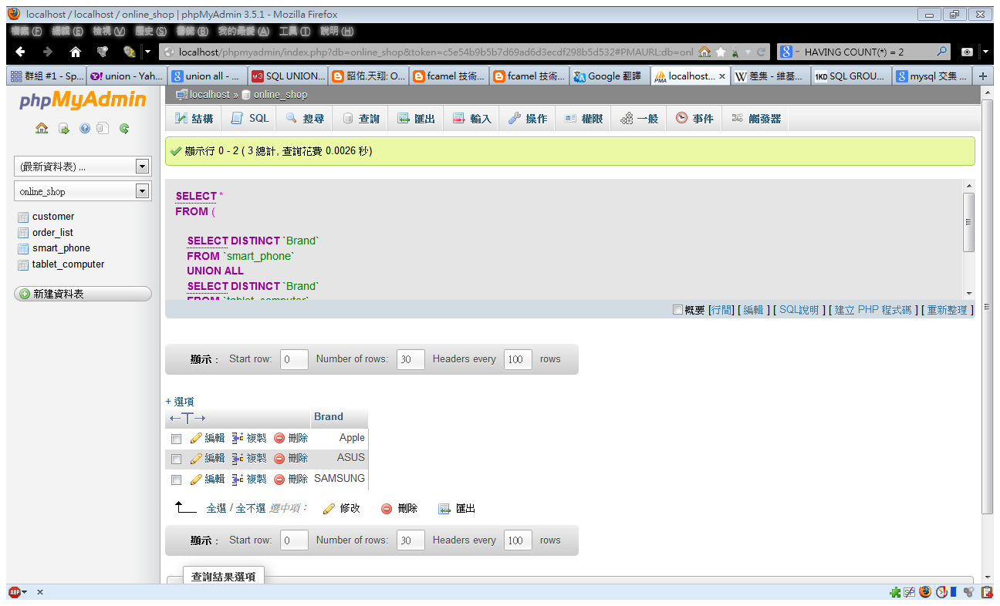 localhost / localhost / online_shop | phpMyAdmin 3.5.1 - Mozilla Firefox
檔案 (F) 編輯 (E) 檢視 (V) 歷史 (S) 書籤 (B) 我的最愛 (A) 工具 (T) 說明 (H)
localhost/phpmyadmin/index.php?db=online_shop&token=c5e54b9b5b7d69ad6d3ecdf298b5d532#PMAURL:db=onl HAVING COUNT(*) = 2
群組 #1 - Sp... union - Yah... union all - ... SQL UNION... 昭佑.天翔: O... fcamel 技術... fcamel 技術... Google 翻譯 localhost... 差集 - 維基... 1KD SQL GROU... mysql 交集 ...
phpMyAdmin
localhost » online_shop
結構 SQL 搜尋 查詢 匯出 輸入 操作 權限 一般 事件 觸發器
顯示行 0 - 2 ( 3 總計, 查詢花費 0.0026 秒)
(最新資料表) ...
online_shop
customer
order_list
smart_phone
tablet_computer
新建資料表
SELECT *
FROM (
SELECT DISTINCT `Brand`
FROM `smart_phone`
UNION ALL
SELECT DISTINCT `Brand`
FROM `tablet_computer`
概要 [行間] [ 編輯 ] [ SQL說明 ] [ 建立 PHP 程式碼 ] [ 重新整理 ]
顯示 : Start row: 0 Number of rows: 30 Headers every 100 rows
+ 選項
←T→ Brand
編輯 複製 刪除 Apple
編輯 複製 刪除 ASUS
編輯 複製 刪除 SAMSUNG
全選 / 全不選 選中項: 修改 刪除 匯出
顯示 : Start row: 0 Number of rows: 30 Headers every 100 rows
查詢結果選項
ABP